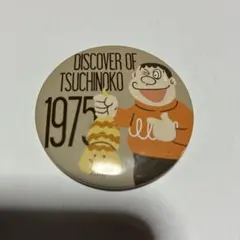 DISCOVER OF
TSUCHINOKO
1975